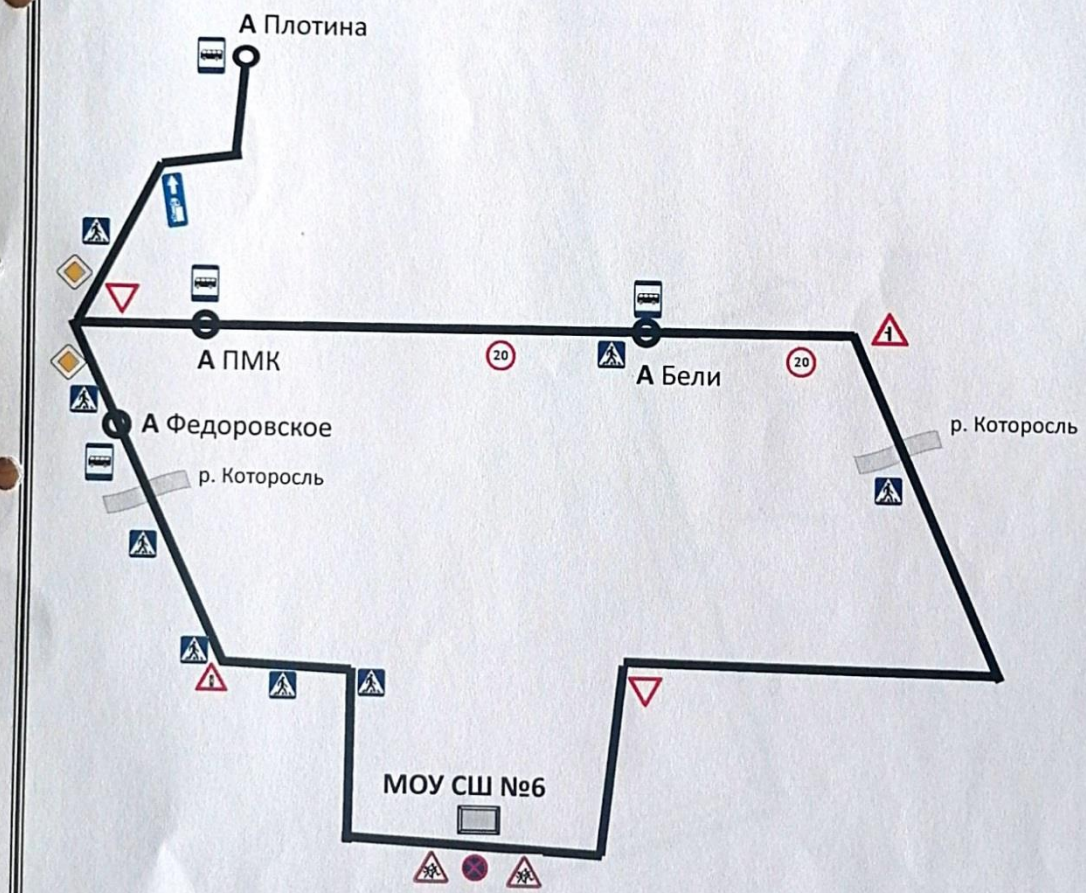 А Плотина
А ПМК
20
А Бели
20
А Федоровское
р. Которосль
р. Которосль
МОУ СШ №6